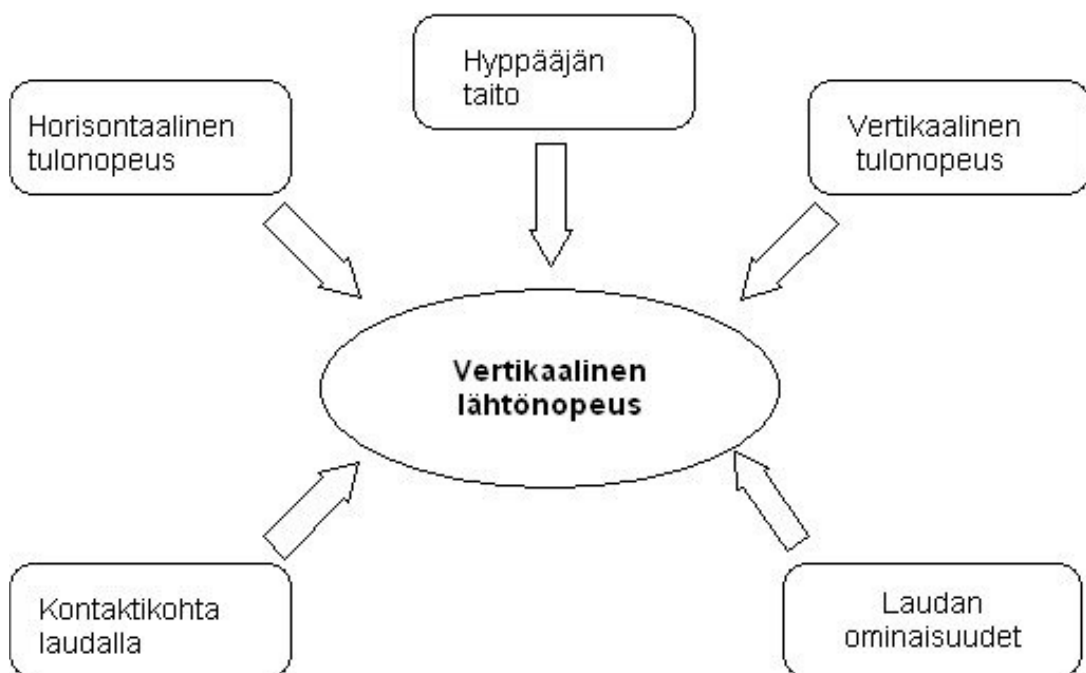 Hyppääjän
taito
Horisontaalinen
tulonopeus
Vertikaalinen
tulonopeus
Vertikaalinen
lähtönopeus
Kontaktikohta
laudalla
Laudan
ominaisuudet